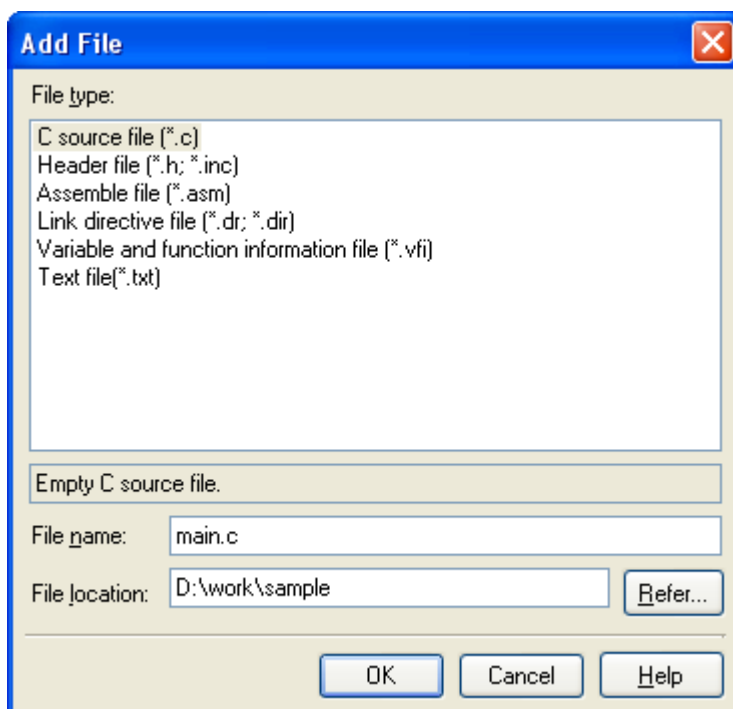 Add File
File type:
C source file (*.c)
Header file (*.h; *.inc)
Assemble file (*.asm)
Link directive file (*.dr; *.dir)
Variable and function information file (*.vfi)
Text file(*.txt)
Empty C source file.
File name: main.c
File location: D:\work\sample Refer...
OK Cancel Help